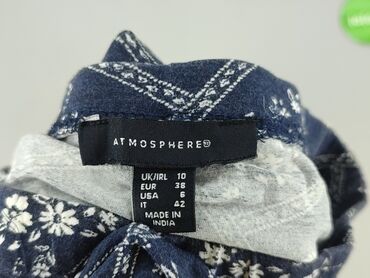 ATMOSPHERE
UK/IRL 10
EUR 38
USA 6
IT 42
MADE IN
INDIA